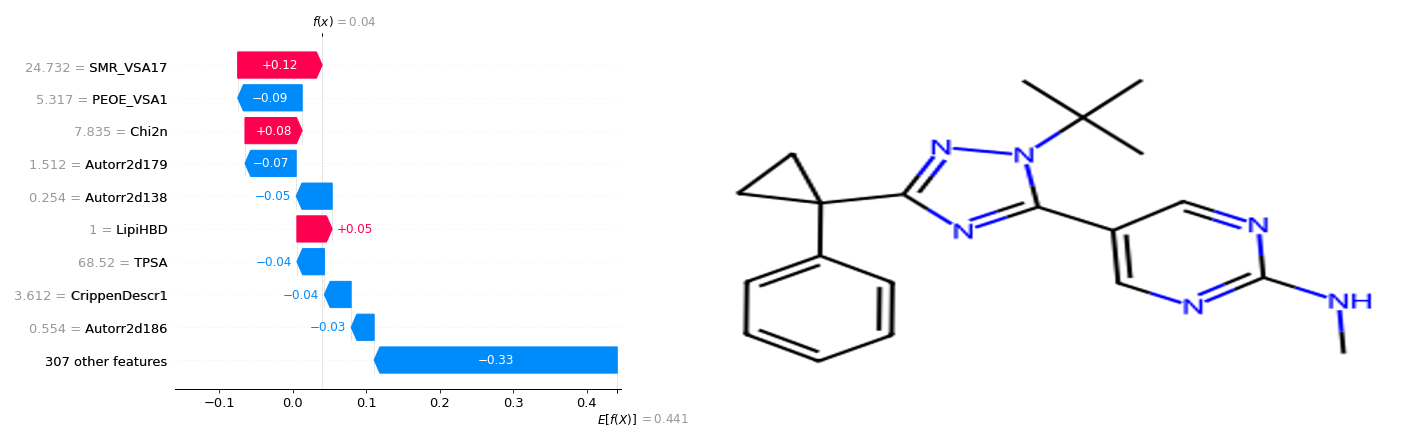 f(x) = 0.04
24.732 = SMR_VSA17
+0.12
5.317 = PEOE_VSA1
−0.09
7.835 = Chi2n
+0.08
1.512 = Autorr2d179
−0.07
0.254 = Autorr2d138
−0.05
1 = LipiHBD
+0.05
68.52 = TPSA
−0.04
3.612 = CrippenDescr1
−0.04
0.554 = Autorr2d186
−0.03
307 other features
−0.33
−0.1 0.0 0.1 0.2 0.3 0.4
E[f(X)] = 0.441
N
N
N
N
N
NH